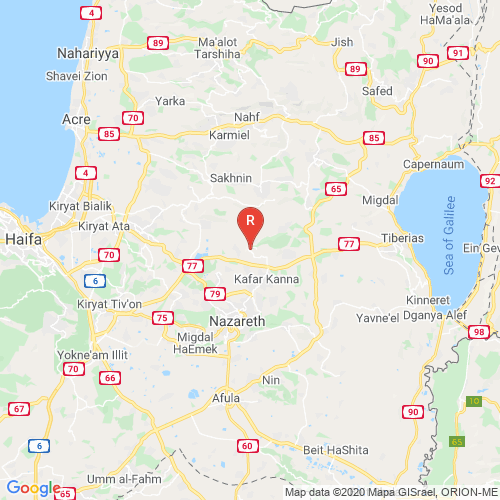 Yesod
HaMa'ala
Ma'alot
Tarshiha
Jish
89
91
Nahariyya
90
Shavei Zion
89
Safed
Yarka
70
Nahf
Acre
85
Karmiel
85
Capernaum
4
Sakhnin
65
92
Kiryat Bialik
Migdal
R
Kiryat Ata
Haifa
Tiberias
77
Sea of Galilee
Ein Gev
70
77
6
Kafar Kanna
79
Kinneret
Kiryat Tiv'on
75
Nazareth
Yavne'el
Dganya Alef
Migdal
HaEmek
98
Yokne'am Illit
70
66
Nin
Afula
67
90
10
6
60
65
Beit HaShita
Umm al-Fahm
Google
65
Map data ©2020 Mapa GISrael, ORION-ME